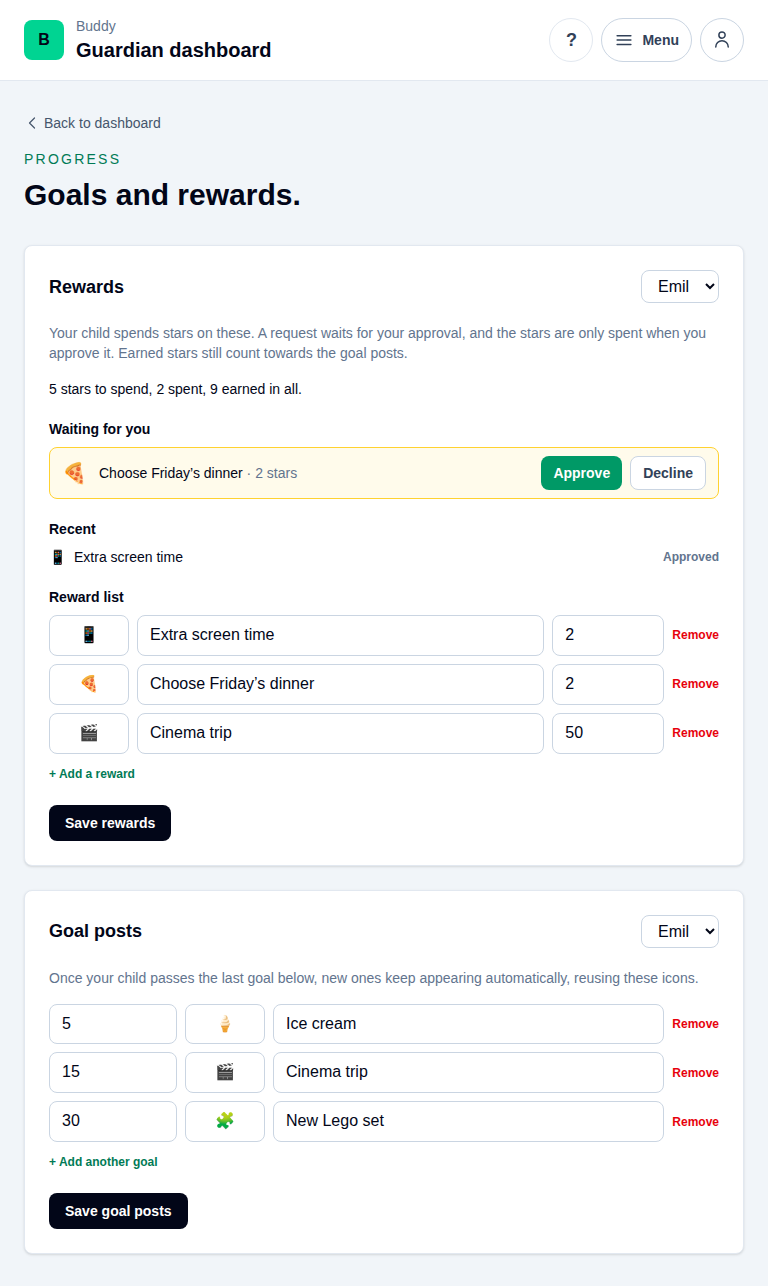 B
Buddy
Guardian dashboard
?
Menu
Back to dashboard
PROGRESS
Goals and rewards.
Rewards
Emil
Your child spends stars on these. A request waits for your approval, and the stars are only spent when you
approve it. Earned stars still count towards the goal posts.
5 stars to spend, 2 spent, 9 earned in all.
Waiting for you
Choose Friday’s dinner · 2 stars
Approve
Decline
Recent
Extra screen time
Approved
Reward list
Extra screen time 2 Remove
Choose Friday’s dinner 2 Remove
Cinema trip 50 Remove
+ Add a reward
Save rewards
Goal posts
Emil
Once your child passes the last goal below, new ones keep appearing automatically, reusing these icons.
5 Ice cream Remove
15 Cinema trip Remove
30 New Lego set Remove
+ Add another goal
Save goal posts